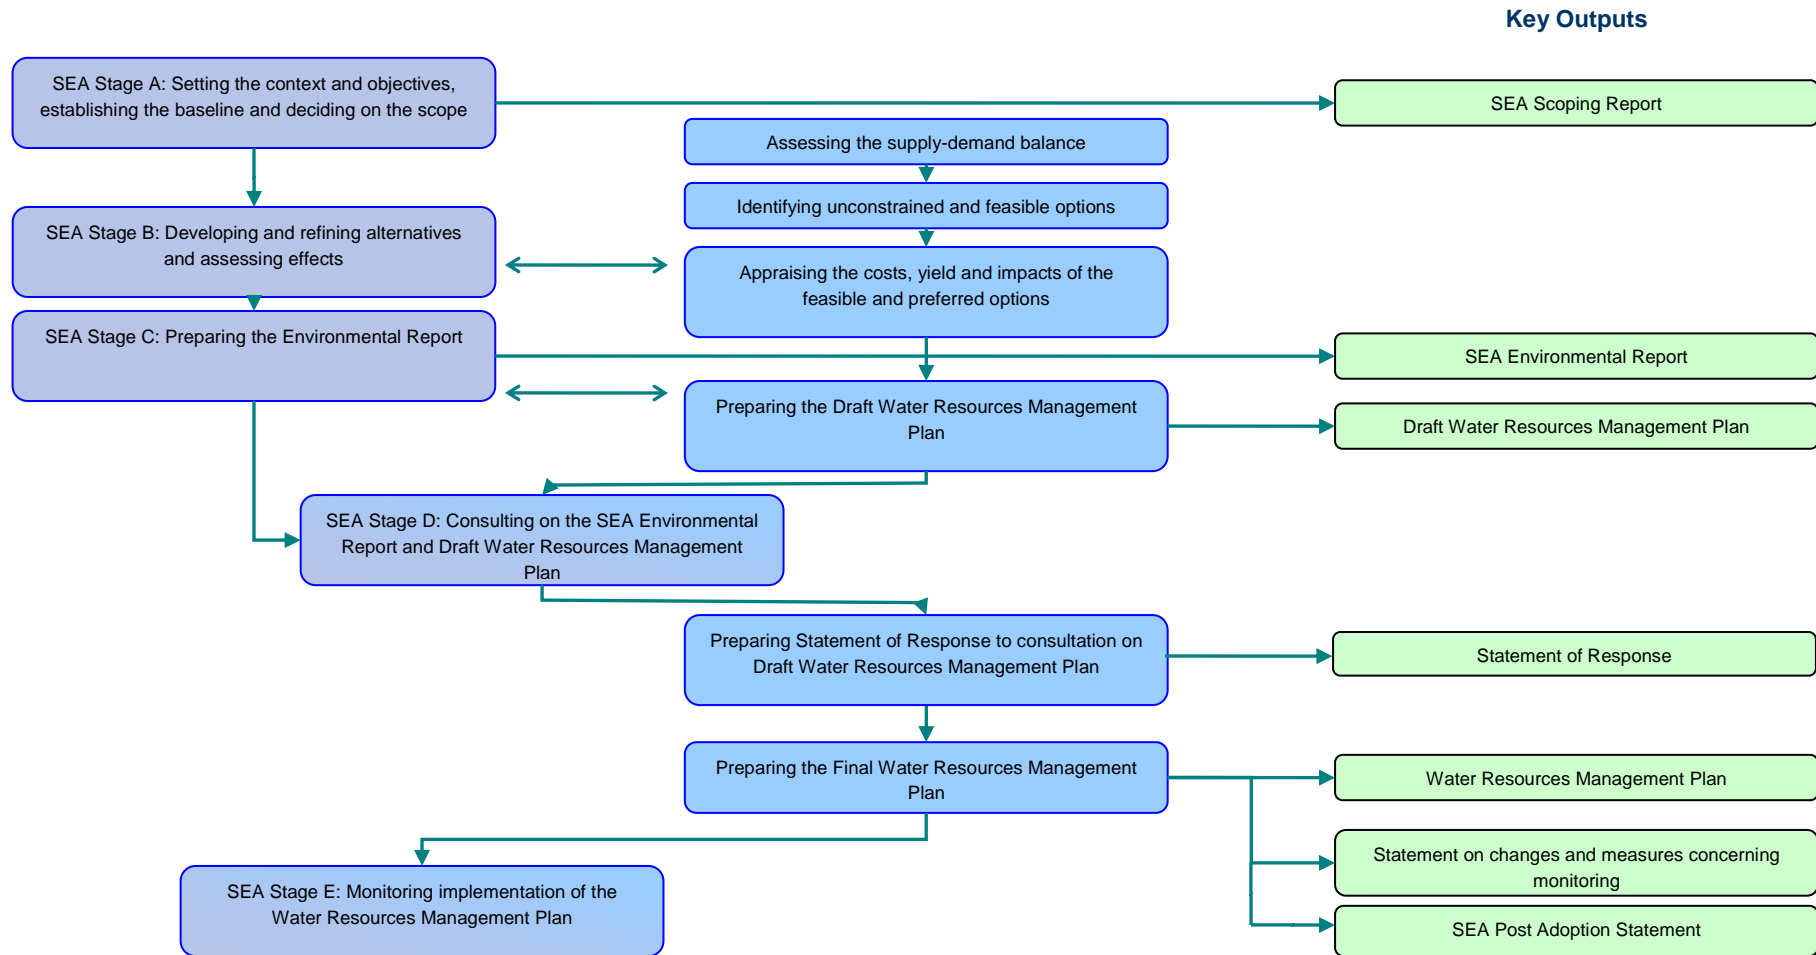 Key Outputs
SEA Stage A: Setting the context and objectives,
establishing the baseline and deciding on the scope
SEA Scoping Report
Assessing the supply-demand balance
Identifying unconstrained and feasible options
SEA Stage B: Developing and refining alternatives
and assessing effects
Appraising the costs, yield and impacts of the
feasible and preferred options
SEA Stage C: Preparing the Environmental Report
SEA Environmental Report
Preparing the Draft Water Resources Management
Plan
Draft Water Resources Management Plan
SEA Stage D: Consulting on the SEA Environmental
Report and Draft Water Resources Management
Plan
Preparing Statement of Response to consultation on
Draft Water Resources Management Plan
Statement of Response
Preparing the Final Water Resources Management
Plan
Water Resources Management Plan
Statement on changes and measures concerning
monitoring
SEA Stage E: Monitoring implementation of the
Water Resources Management Plan
SEA Post Adoption Statement